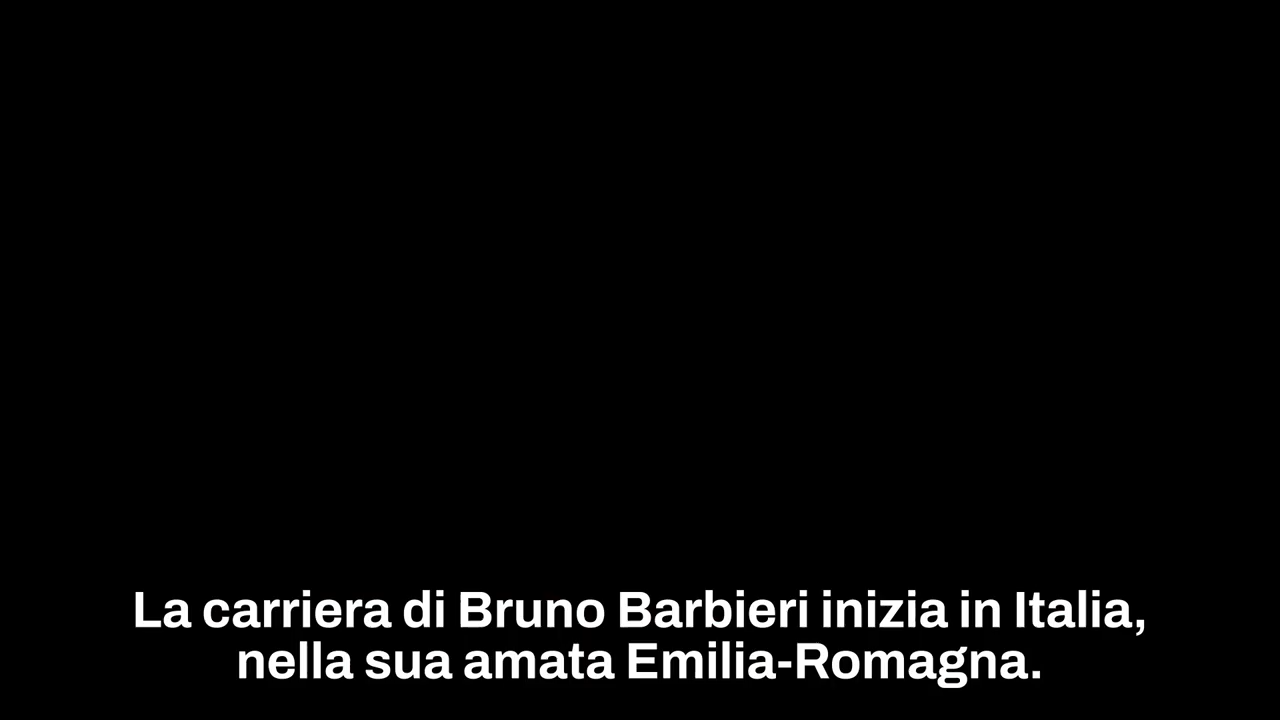 La carriera di Bruno Barbieri inizia in Italia,
nella sua amata Emilia-Romagna.